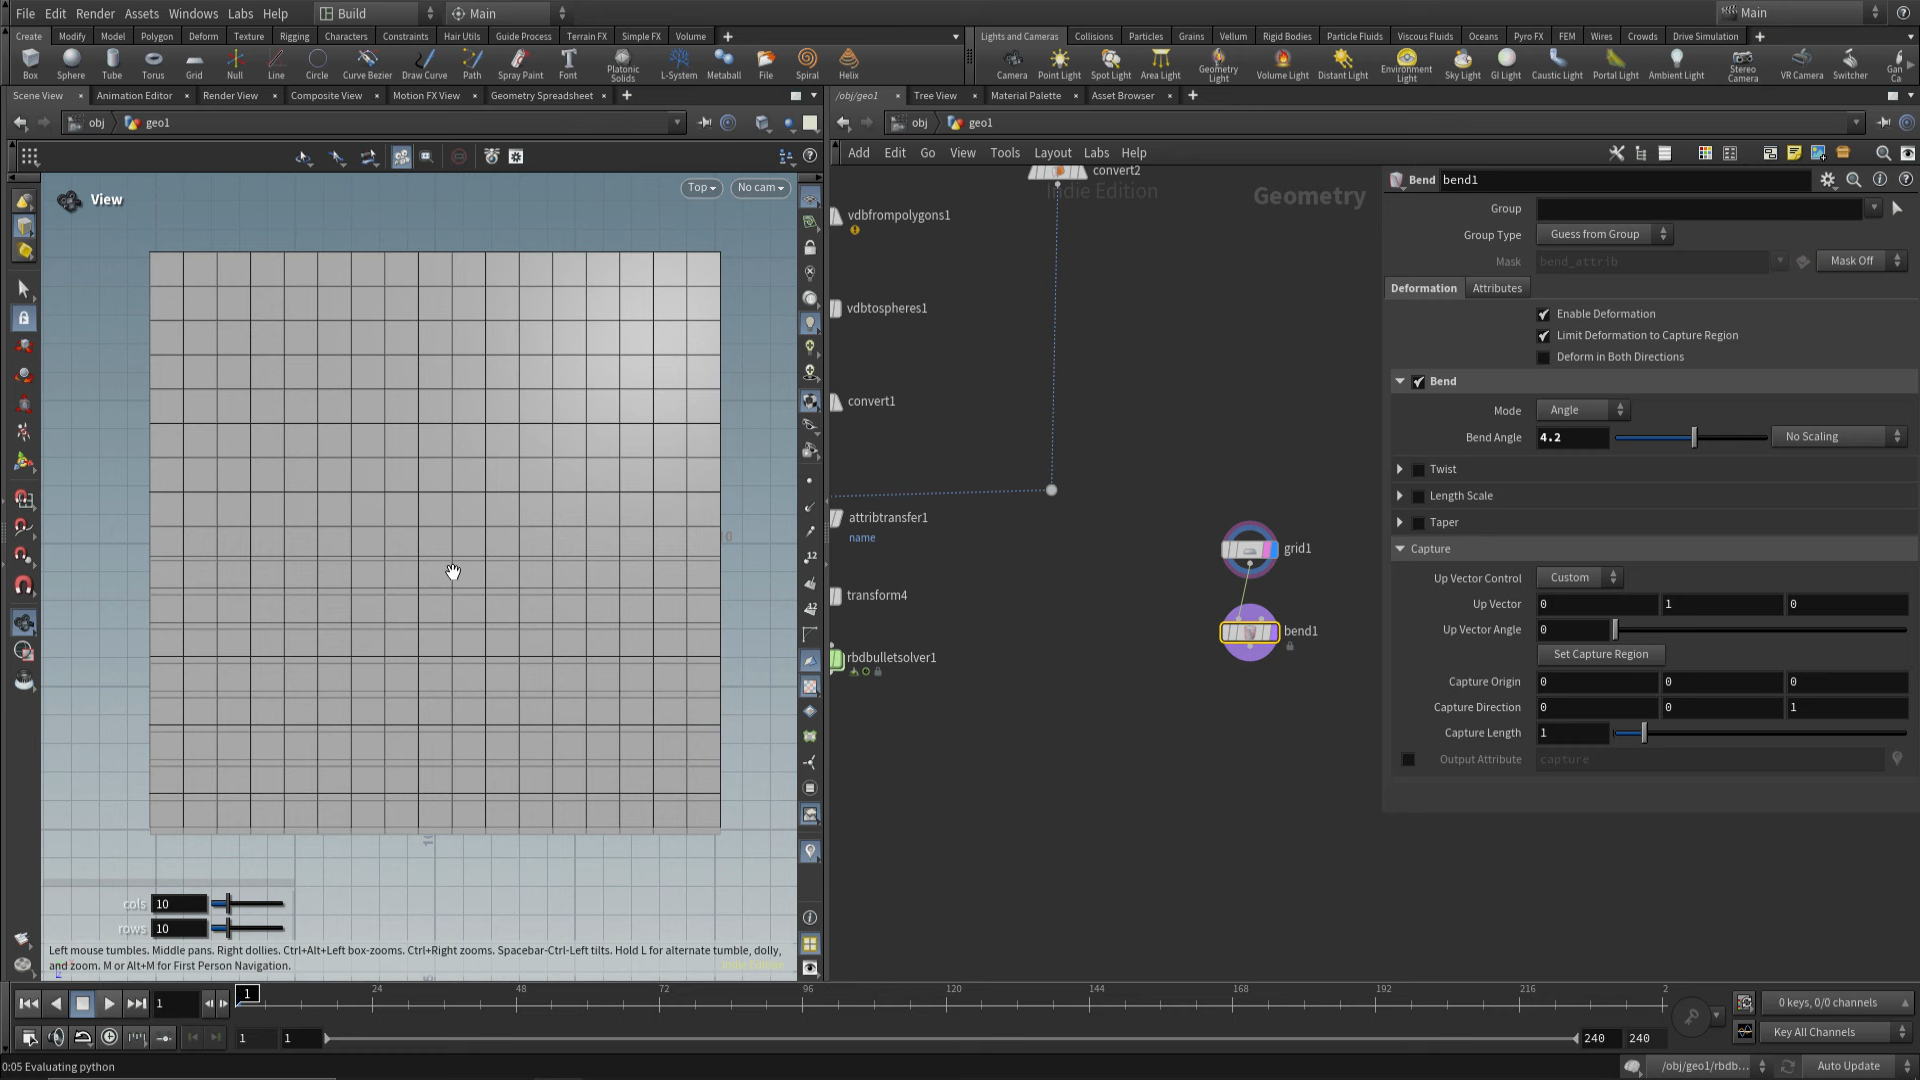 File Edit Render Assets Windows Labs Help Build Main Main
Create Modify Model Polygon Deform Texture Rigging Characters Constraints Hair Utils Guide Process Terrain FX Simple FX Volume
Lights and Cameras Collisions Particles Grains Vellum Rigid Bodies Particle Fluids Viscous Fluids Oceans Pyro FX FEM Wires Crowds Drive Simulation
Box Sphere Tube Torus Grid Null Line Circle Curve Bezier Draw Curve Path Spray Paint Font Platonic Solids L-System Metaball File Spiral Helix
Camera Point Light Spot Light Area Light Geometry Light Volume Light Distant Light Environment Light Sky Light GI Light Caustic Light Portal Light Ambient Light Stereo Camera VR Camera Switcher Gan Ca
Scene View Animation Editor Render View Composite View Motion FX View Geometry Spreadsheet
/obj/geo1 Tree View Material Palette Asset Browser
obj geo1
obj geo1
Add Edit Go View Tools Layout Labs Help
View
Top No cam
convert2
Indie Edition
Geometry
vdbfrompolygons1
vdbtospheres1
convert1
attribtransfer1
name
transform4
rbdbulletsolver1
grid1
bend1
Bend bend1
Group
Group Type Guess from Group
Mask bend_attrib Mask Off
Deformation Attributes
Enable Deformation
Limit Deformation to Capture Region
Deform in Both Directions
Bend
Mode Angle
Bend Angle 4.2 No Scaling
Twist
Length Scale
Taper
Capture
Up Vector Control Custom
Up Vector 0 1 0
Up Vector Angle 0
Set Capture Region
Capture Origin 0 0 0
Capture Direction 0 0 1
Capture Length 1
Output Attribute capture
12
12
cols 10
rows 10
Left mouse tumbles. Middle pans. Right dollies. Ctrl+Alt+Left box-zooms. Ctrl+Right zooms. Spacebar-Ctrl-Left tilts. Hold L for alternate tumble, dolly,
and zoom. M or Alt+M for First Person Navigation.
Indie Edition
1 1 24 48 72 96 120 144 168 192 216 2
0 keys, 0/0 channels
1 1 240 240
Key All Channels
0:05 Evaluating python
/obj/geo1/rbdb... Auto Update